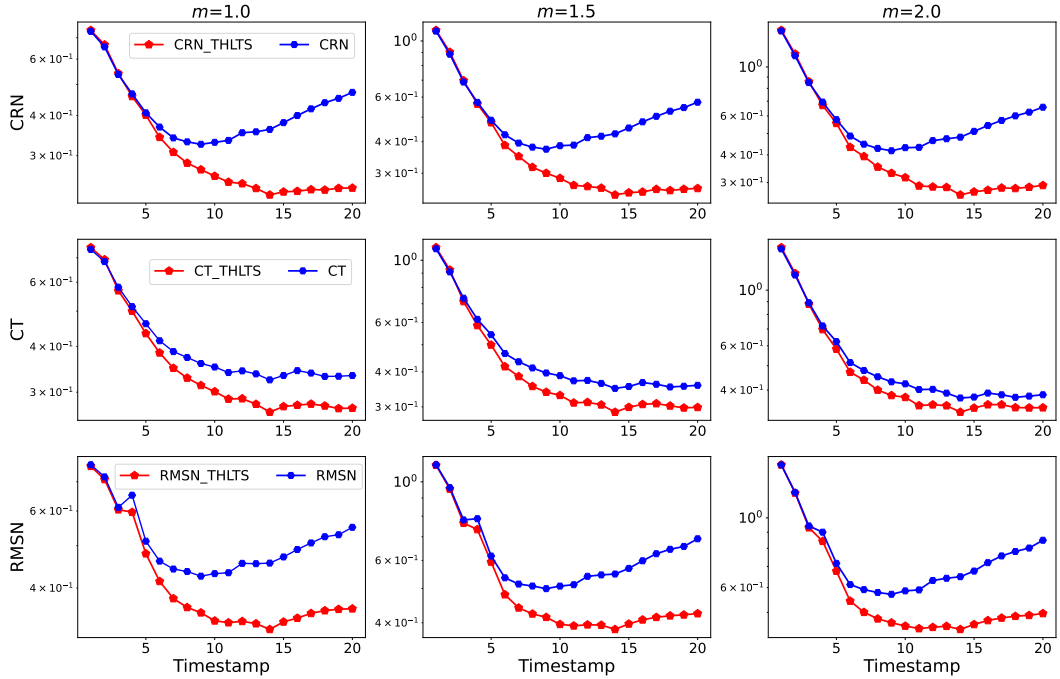 m=1.0
m=1.5
m=2.0
CRN
6 × 10⁻¹
4 × 10⁻¹
3 × 10⁻¹
CRN_THLTS
CRN
5
10
15
20
10⁰
6 × 10⁻¹
4 × 10⁻¹
3 × 10⁻¹
5
10
15
20
10⁰
6 × 10⁻¹
4 × 10⁻¹
3 × 10⁻¹
5
10
15
20
CT
6 × 10⁻¹
4 × 10⁻¹
3 × 10⁻¹
CT_THLTS
CT
5
10
15
20
10⁰
6 × 10⁻¹
4 × 10⁻¹
3 × 10⁻¹
5
10
15
20
10⁰
6 × 10⁻¹
4 × 10⁻¹
5
10
15
20
RMSN
6 × 10⁻¹
4 × 10⁻¹
RMSN_THLTS
RMSN
5
10
15
20
Timestamp
10⁰
6 × 10⁻¹
4 × 10⁻¹
5
10
15
20
Timestamp
10⁰
6 × 10⁻¹
5
10
15
20
Timestamp